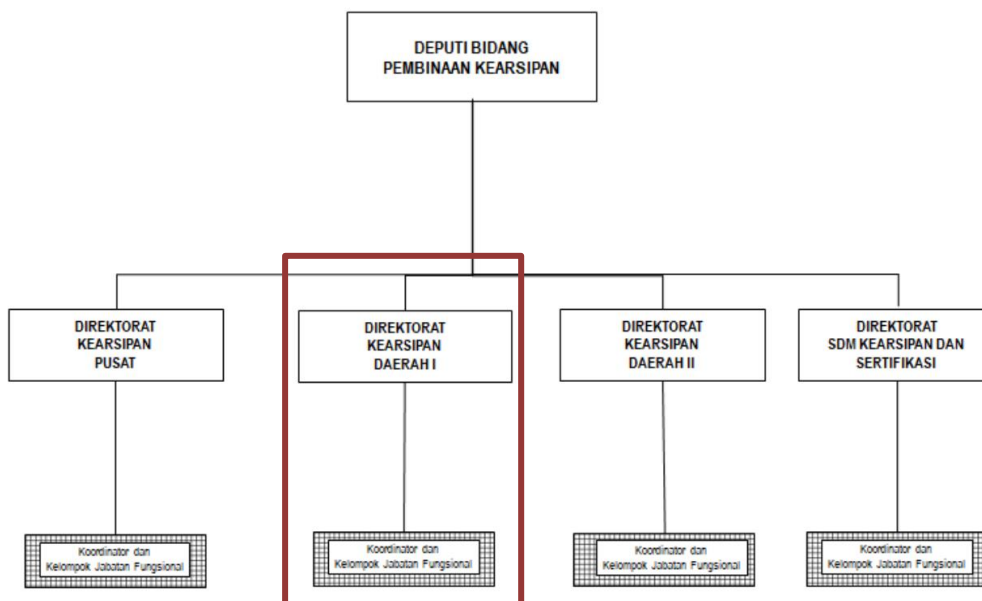 DEPUTI BIDANG
PEMBINAAN KEARSIPAN
DIREKTORAT
KEARSIPAN
PUSAT
DIREKTORAT
KEARSIPAN
DAERAH I
DIREKTORAT
KEARSIPAN
DAERAH II
DIREKTORAT
SDM KEARSIPAN DAN
SERTIFIKASI
Koordinator dan
Kelompok Jabatan Fungsional
Koordinator dan
Kelompok Jabatan Fungsional
Koordinator dan
Kelompok Jabatan Fungsional
Koordinator dan
Kelompok Jabatan Fungsional